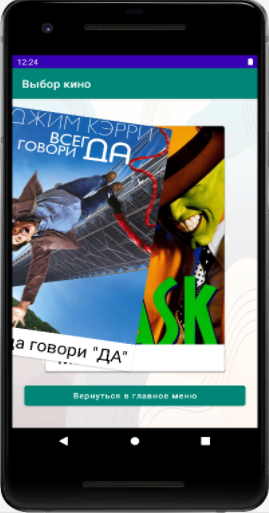 12:24
Выбор кино
ДЖИМ КЭРРИ
ВСЕГДА
ГОВОРИ ДА
ASK
да говори "ДА"
Вернуться в главное меню